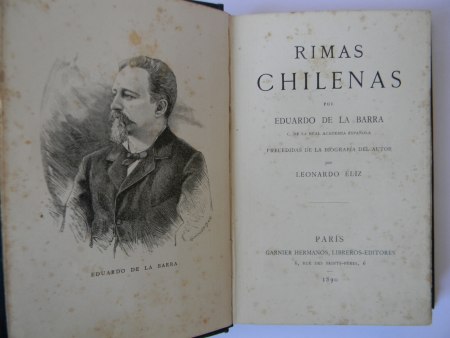 EDUARDO DE LA BARRA
RIMAS
CHILENAS
POR
EDUARDO DE LA BARRA
C. DE LA REAL ACADEMIA ESPAÑOLA
PRECEDIDAS DE LA BIOGRAFÍA DEL AUTOR
por
LEONARDO ELIZ
PARÍS
GARNIER HERMANOS, LIBREROS-EDITORES
6, RUE DES SAINTS-PÈRES, 6
1890